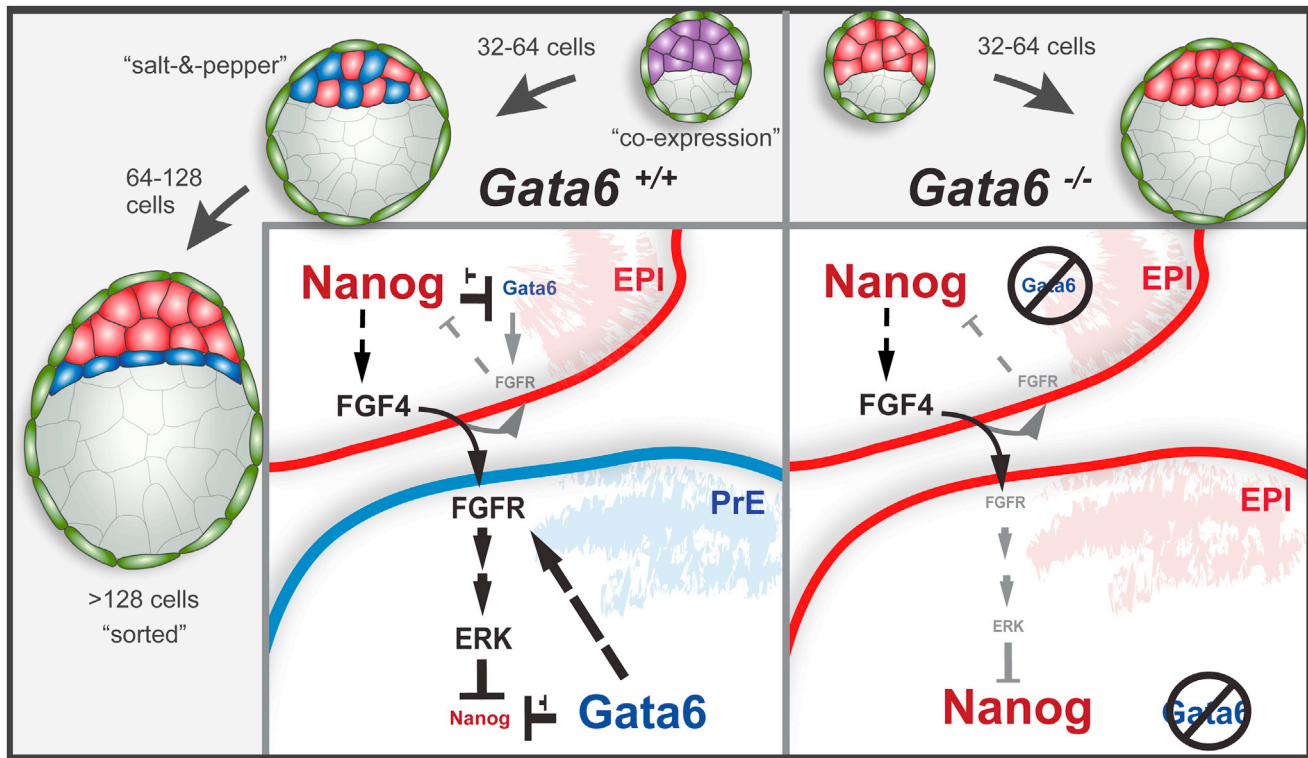 “salt-&-pepper”
32-64 cells
“co-expression”
64-128
cells
Gata6 +/+
>128 cells
“sorted”
32-64 cells
Gata6 -/-
Nanog
Gata6
EPI
FGFR
FGF4
FGFR
PrE
ERK
Nanog
Gata6
Nanog
Gata6
EPI
FGFR
FGF4
FGFR
EPI
ERK
Nanog
Gata6